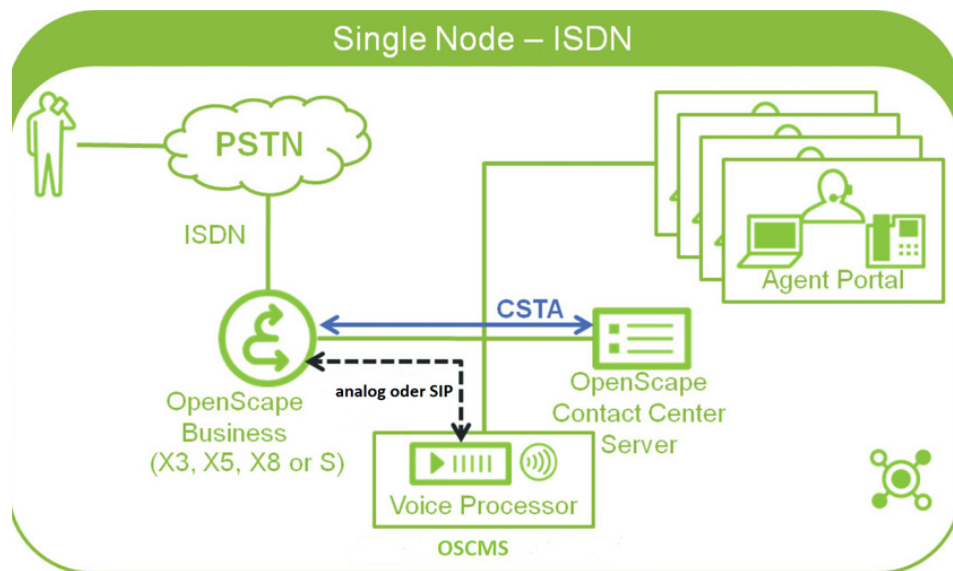 Single Node – ISDN
PSTN
ISDN
Agent Portal
CSTA
analog oder SIP
OpenScape
Business
(X3, X5, X8 or S)
OpenScape
Contact Center
Server
Voice Processor
OSCMS